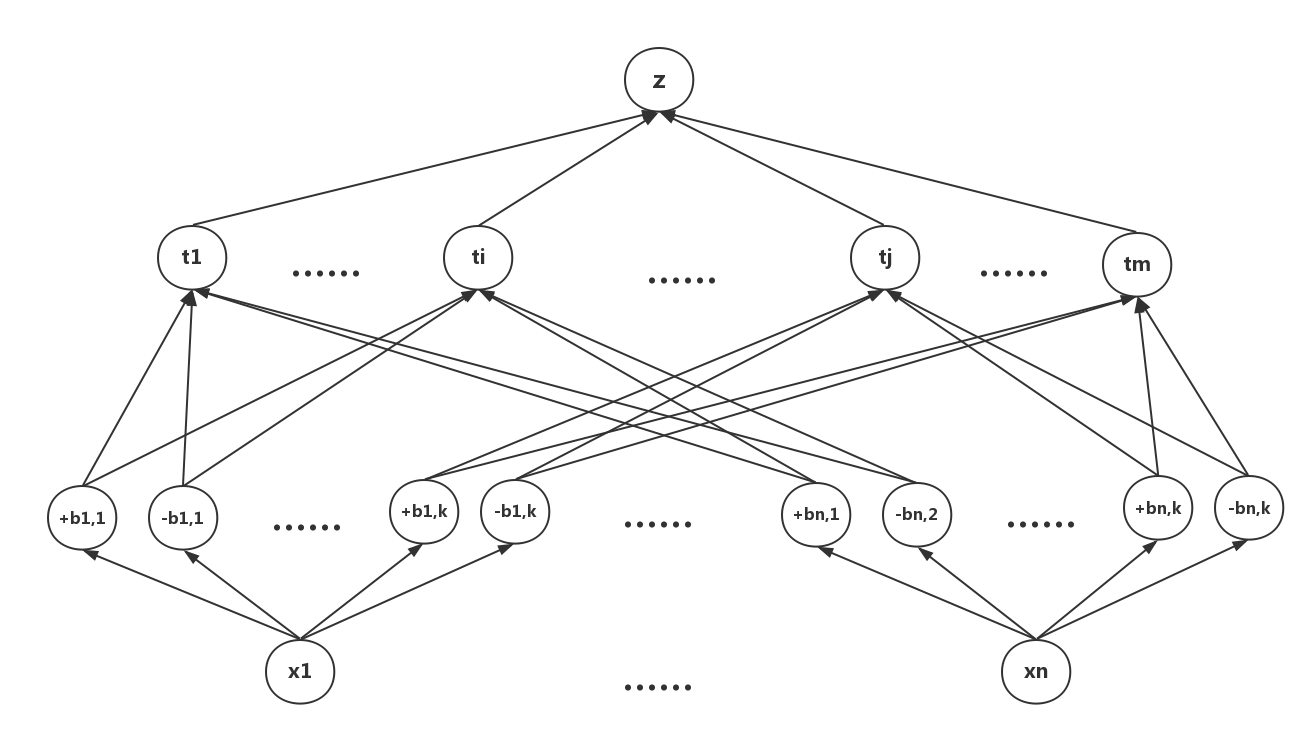 z
t1 ...... ti ...... tj ...... tm
+b1,1 -b1,1 ...... +b1,k -b1,k ...... +bn,1 -bn,2 ...... +bn,k -bn,k
x1 ...... xn